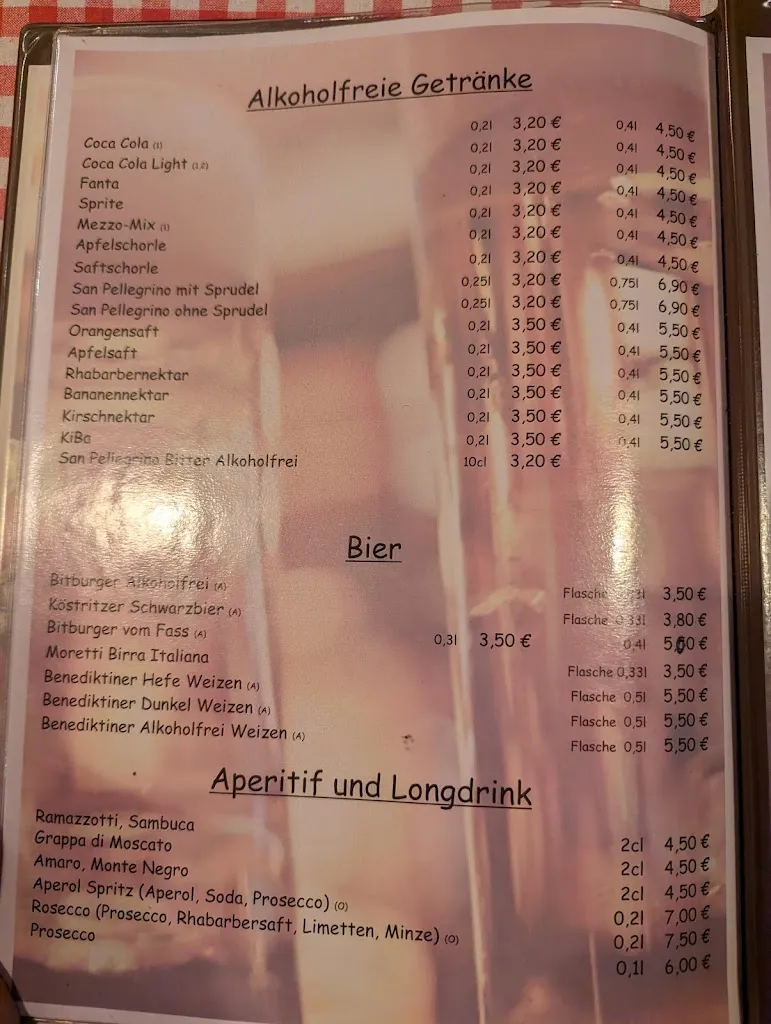 Alkoholfreie Getränke
Coca Cola (1) 0,2l 3,20 € 0,4l 4,50 €
Coca Cola Light (1,2) 0,2l 3,20 € 0,4l 4,50 €
Fanta 0,2l 3,20 € 0,4l 4,50 €
Sprite 0,2l 3,20 € 0,4l 4,50 €
Mezzo-Mix (1) 0,2l 3,20 € 0,4l 4,50 €
Apfelschorle 0,2l 3,20 € 0,4l 4,50 €
Saftschorle 0,2l 3,20 € 0,4l 4,50 €
San Pellegrino mit Sprudel 0,25l 3,20 € 0,75l 6,90 €
San Pellegrino ohne Sprudel 0,25l 3,20 € 0,75l 6,90 €
Orangensaft 0,2l 3,50 € 0,4l 5,50 €
Apfelsaft 0,2l 3,50 € 0,4l 5,50 €
Rhabarbernektar 0,2l 3,50 € 0,4l 5,50 €
Bananennektar 0,2l 3,50 € 0,4l 5,50 €
Kirschnektar 0,2l 3,50 € 0,4l 5,50 €
KiBa 0,2l 3,50 € 0,4l 5,50 €
San Pellegrino Bitter Alkoholfrei 10cl 3,20 €
Bier
Bitburger Alkoholfrei (A) Flasche 3,50 €
Köstritzer Schwarzbier (A) Flasche 0,33l 3,80 €
Bitburger vom Fass (A) 0,3l 3,50 € 0,4l
Moretti Birra Italiana Flasche 0,33l 3,50 €
Benediktiner Hefe Weizen (A) Flasche 0,5l 5,50 €
Benediktiner Dunkel Weizen (A) Flasche 0,5l 5,50 €
Benediktiner Alkoholfrei Weizen (A) Flasche 0,5l 5,50 €
Aperitif und Longdrink
Ramazzotti, Sambuca 2cl 4,50 €
Grappa di Moscato 2cl 4,50 €
Amaro, Monte Negro 2cl 4,50 €
Aperol Spritz (Aperol, Soda, Prosecco) (O) 0,2l 7,00 €
Rosecco (Prosecco, Rhabarbersaft, Limetten, Minze) (O) 0,2l 7,50 €
Prosecco 0,1l 6,00 €